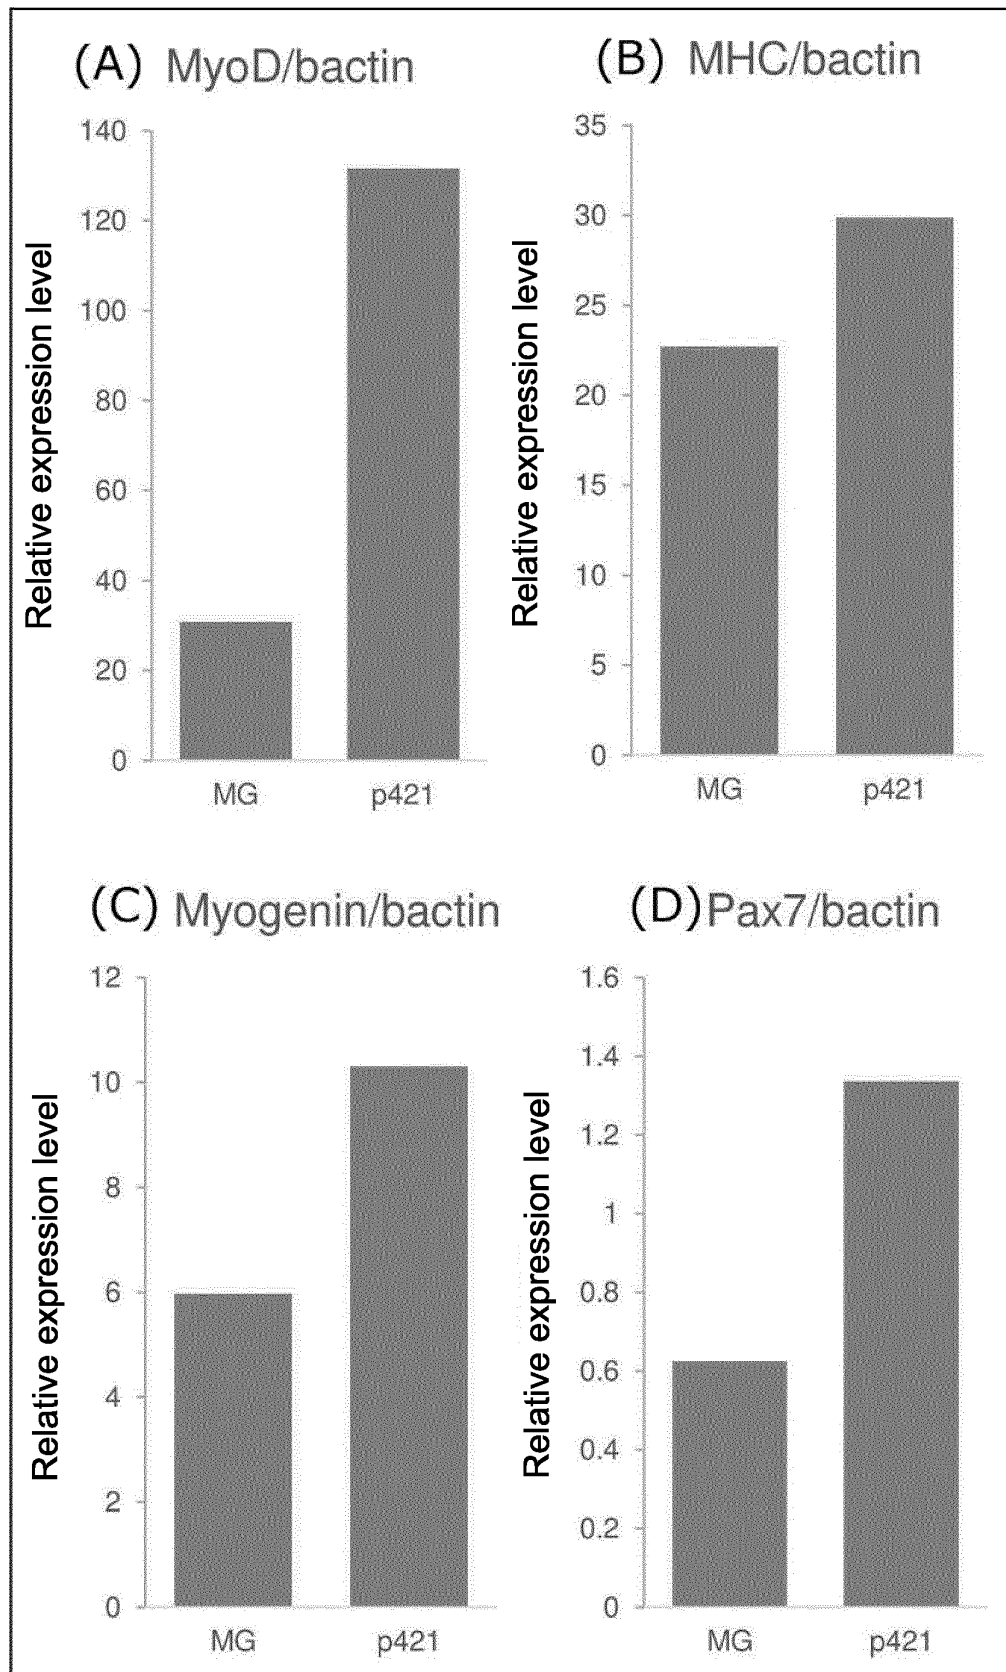 (A) MyoD/bactin
Relative expression level
140
120
100
80
60
40
20
0
MG p421
(B) MHC/bactin
Relative expression level
35
30
25
20
15
10
5
0
MG p421
(C) Myogenin/bactin
Relative expression level
12
10
8
6
4
2
0
MG p421
(D) Pax7/bactin
Relative expression level
1.6
1.4
1.2
1
0.8
0.6
0.4
0.2
0
MG p421